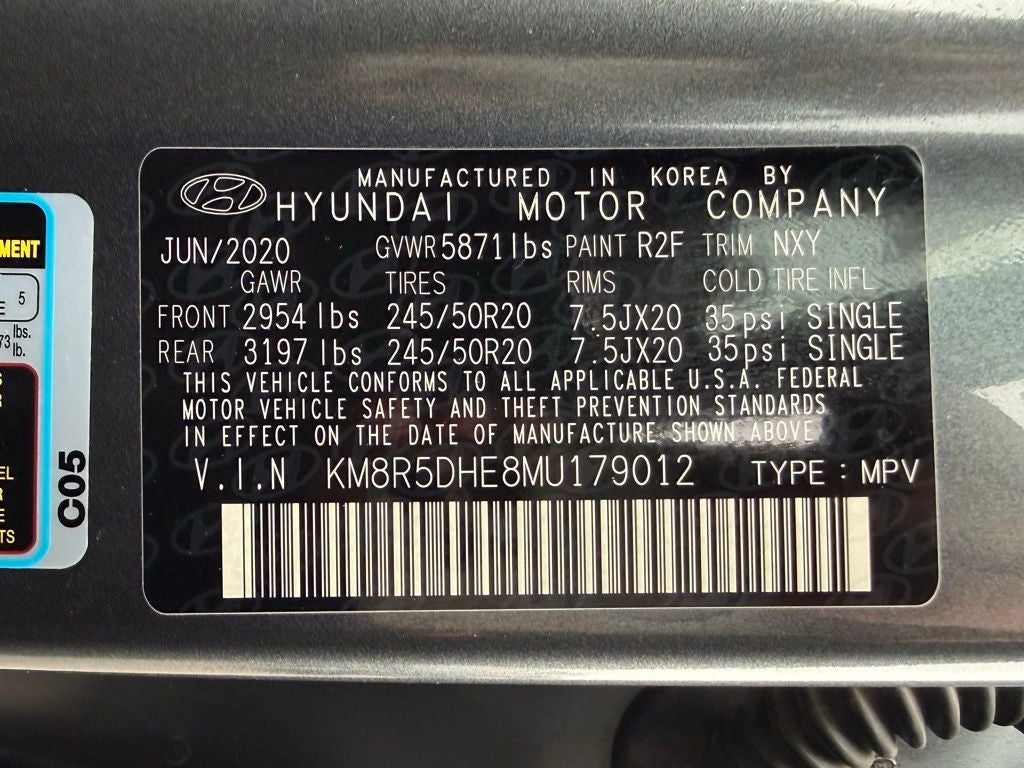 MANUFACTURED IN KOREA BY
HYUNDAI MOTOR COMPANY
JUN/2020 GVWR 5871lbs PAINT R2F TRIM NXY
GAWR TIRES RIMS COLD TIRE INFL
FRONT 2954 lbs 245/50R20 7.5JX20 35psi SINGLE
REAR 3197 lbs 245/50R20 7.5JX20 35psi SINGLE
THIS VEHICLE CONFORMS TO ALL APPLICABLE U.S.A. FEDERAL
MOTOR VEHICLE SAFETY AND THEFT PREVENTION STANDARDS
IN EFFECT ON THE DATE OF MANUFACTURE SHOWN ABOVE
V.I.N KM8R5DHE8MU179012 TYPE : MPV
5
lbs.
lb.
C05